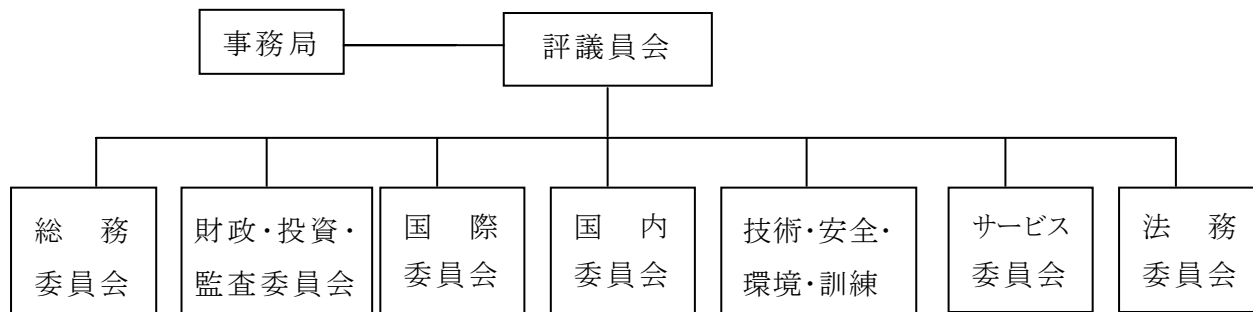 事務局
評議員会
総務
委員会
財政・投資・
監査委員会
国際
委員会
国内
委員会
技術・安全・
環境・訓練
サービス
委員会
法務
委員会